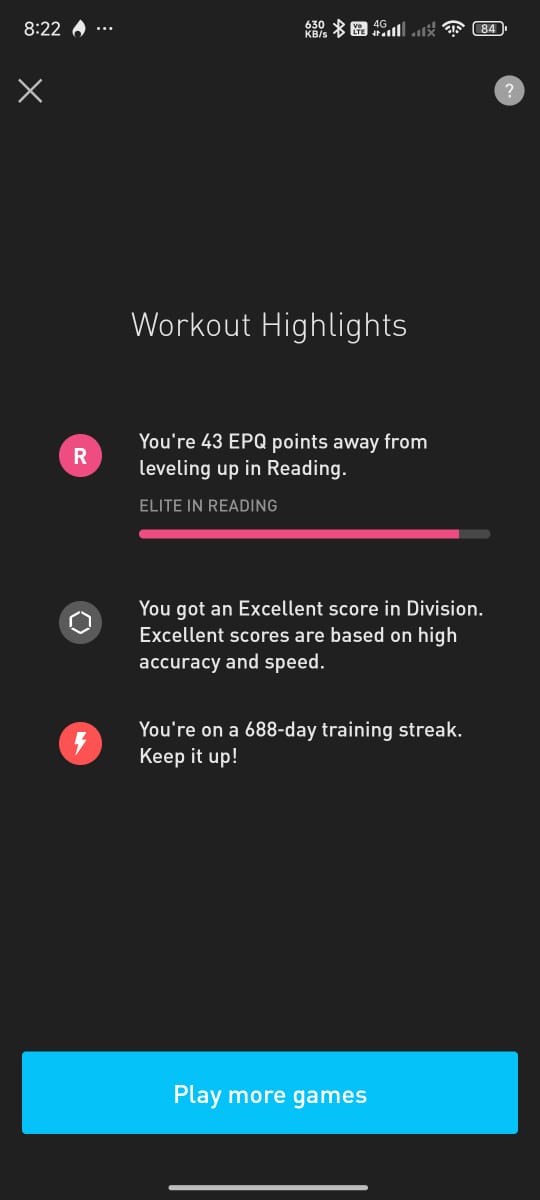 8:22 ...
630 KB/s Vo LTE 4G 84
?
Workout Highlights
R
You're 43 EPQ points away from
leveling up in Reading.
ELITE IN READING
You got an Excellent score in Division.
Excellent scores are based on high
accuracy and speed.
You're on a 688-day training streak.
Keep it up!
Play more games